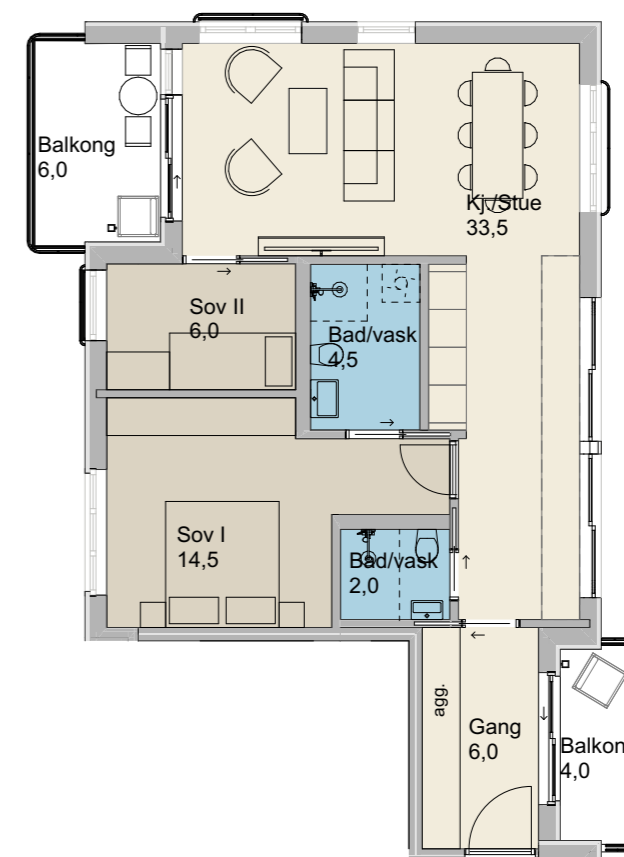 Balkong
6,0
Kj./Stue
33,5
Sov II
6,0
Bad/vask
4,5
Sov I
14,5
Bad/vask
2,0
agg.
Gang
6,0
Balkon
4,0